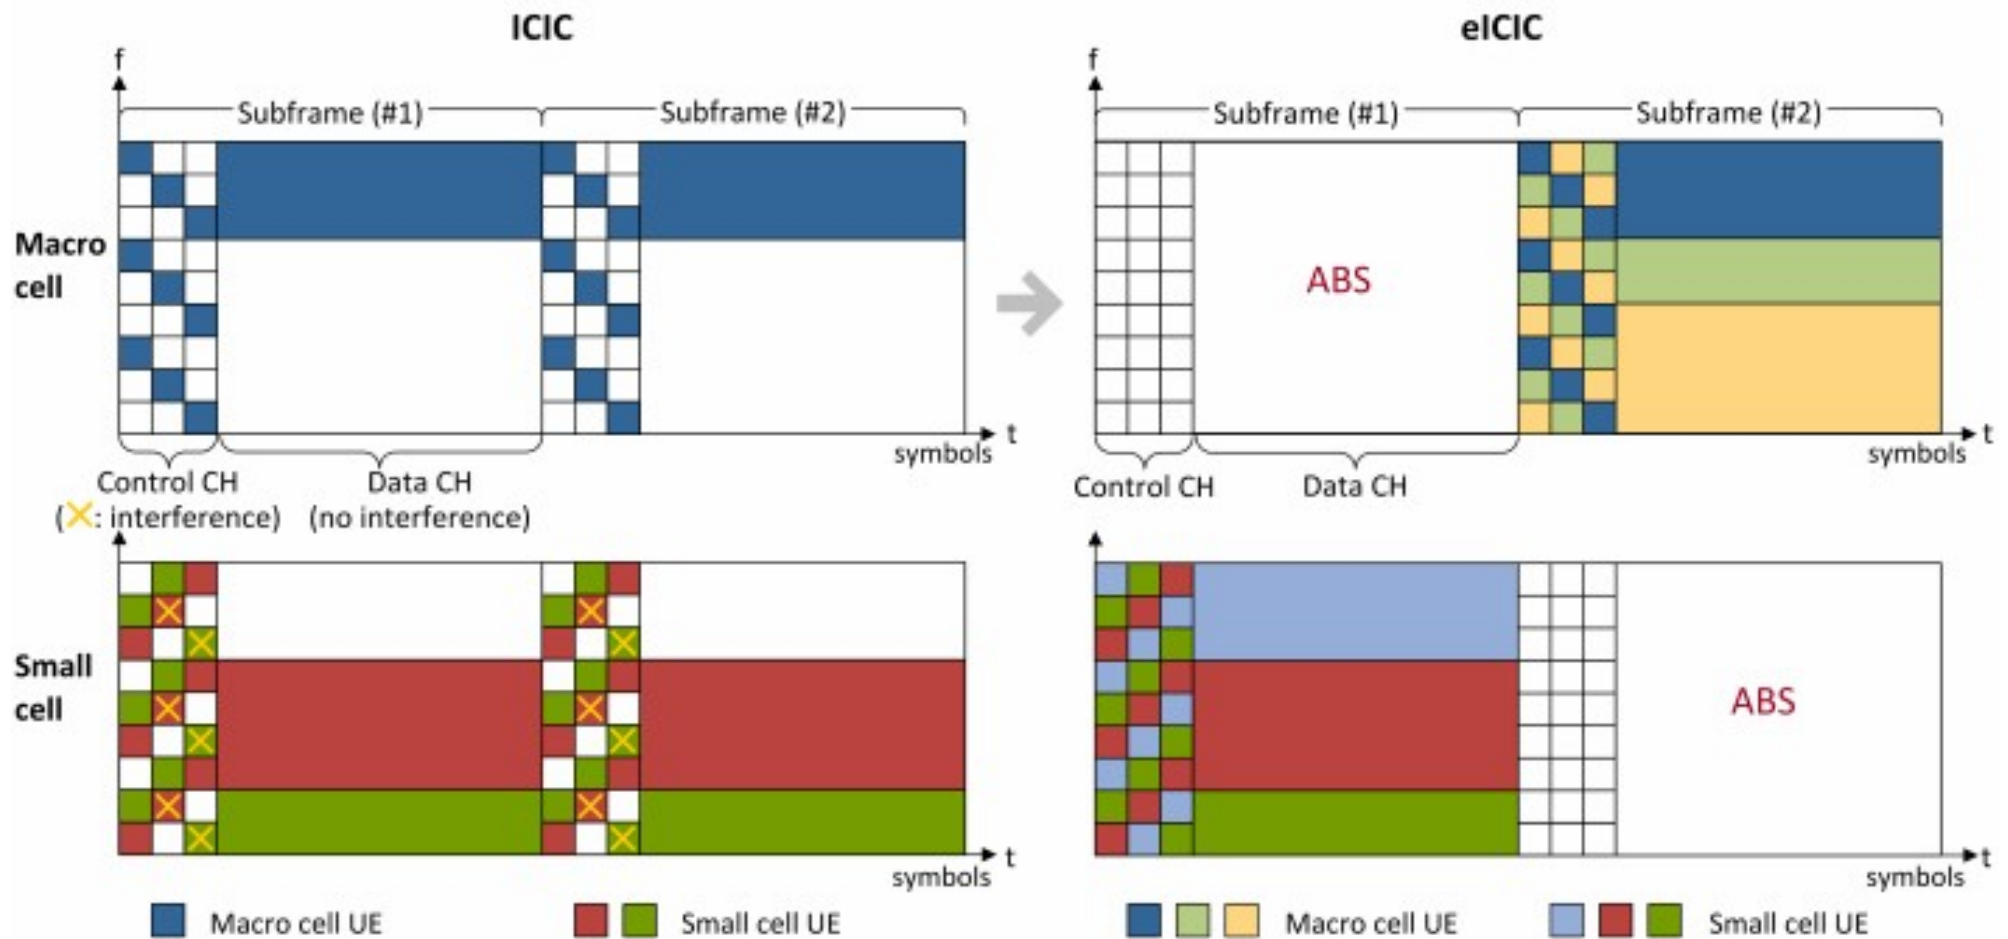 ICIC
eICIC
f
Subframe (#1)
Subframe (#2)
f
Subframe (#1)
Subframe (#2)
Macro
cell
ABS
t
symbols
t
symbols
Control CH
Data CH
(X: interference)
(no interference)
Control CH
Data CH
Small
cell
ABS
t
symbols
t
symbols
Macro cell UE
Small cell UE
Macro cell UE
Small cell UE